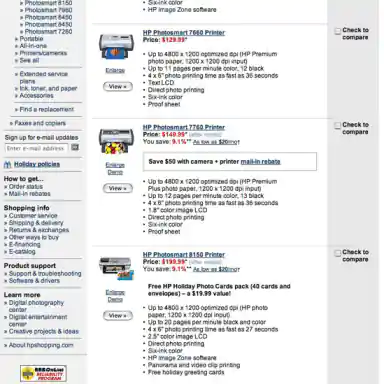 » Photosmart 8150
» Photosmart 7960
» Photosmart 8450
» Photosmart 8450
» Photosmart 7260
» Portable
» All-in-one
» Printers/cameras
» See all
» Extended service plans
» Ink, toner, and paper
» Accessories
» Find a replacement
» Faxes and copiers
Sign up for e-mail updates
Enter e-mail address
Holiday policies
How to get...
» Order status
» Mail-in rebates
Shopping info
» Customer service
» Shipping & delivery
» Returns & exchanges
» Other ways to buy
» E-financing
» E-catalog
Product support
» Support & troubleshooting
» Software & drivers
Learn more
» Digital photography center
» Digital entertainment center
» Creative projects & ideas
» About hpshopping.com
BBB OnLine
RELIABILITY
PROGRAM
• Six-ink color
• HP Image Zone software
HP Photosmart 7660 Printer
Price: $129.99*
Enlarge
View »
• Up to 4800 x 1200 optimized dpi (HP Premium
photo paper, 1200 x 1200 dpi input)
• Up to 11 pages per minute color, 12 black
• 4 x 6" photo printing time as fast as 36 seconds
• Text LCD
• Direct photo printing
• Six-ink color
• Proof sheet
Check to
compare
HP Photosmart 7760 Printer
Price: $149.99* (after rebate)
You save: 9.1%** As low as $20/mo†
Enlarge
Demo
View »
Save $50 with camera + printer mail-in rebate
• Up to 4800 x 1200 optimized dpi (HP Premium
Plus photo paper, 1200 x 1200 dpi input)
• Up to 12 pages per minute color, 13 black
• 4 x 6" photo printing time as fast as 36 seconds
• 1.8" color image LCD
• Direct photo printing
• Six-ink color
• Proof sheet
Check to
compare
HP Photosmart 8150 Printer
Price: $199.99*
You save: 9.1%** As low as $20/mo†
Enlarge
Demo
View »
Free HP Holiday Photo Cards pack (40 cards and
envelopes) – a $19.99 value!
• Up to 4800 x 1200 optimized dpi (HP photo
paper, 1200 x 1200 dpi input)
• Up to 20 pages per minute black and color
• 4 x 6" photo printing time as fast as 27 seconds
• 2.5" color image LCD
• Direct photo printing
• Six-ink color
• HP Image Zone software
• Panorama and video clip printing
• Free holiday greeting cards
Check to
compare